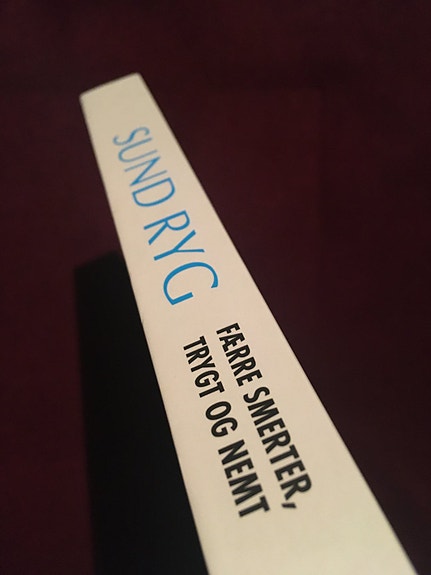 SUND RYG
FÆRRE SMERTER,
TRYGT OG NEMT